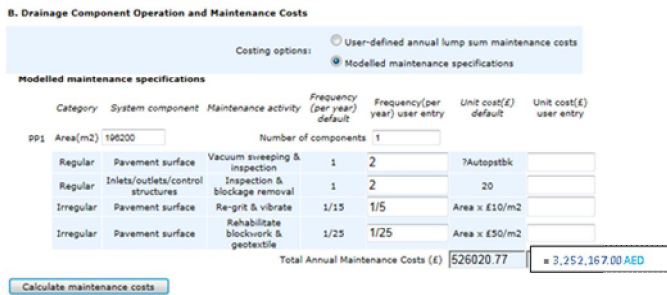 B. Drainage Component Operation and Maintenance Costs
Costing options:
User-defined annual lump sum maintenance costs
Modelled maintenance specifications
Modelled maintenance specifications
Category System component Maintenance activity Frequency (per year) default Frequency(per year) user entry Unit cost(£) default Unit cost(£) user entry
PP1 Area(m2) 196200 Number of components 1
Regular Pavement surface Vacuum sweeping & inspection 1 2 ?Autopstbk
Regular Inlets/outlets/control structures Inspection & blockage removal 1 2 20
Irregular Pavement surface Re-grit & vibrate 1/15 1/5 Area x £10/m2
Irregular Pavement surface Rehabilitate blockwork & geotextile 1/25 1/25 Area x £50/m2
Total Annual Maintenance Costs (£) 526020.77 = 3,252,167.00 AED
Calculate maintenance costs